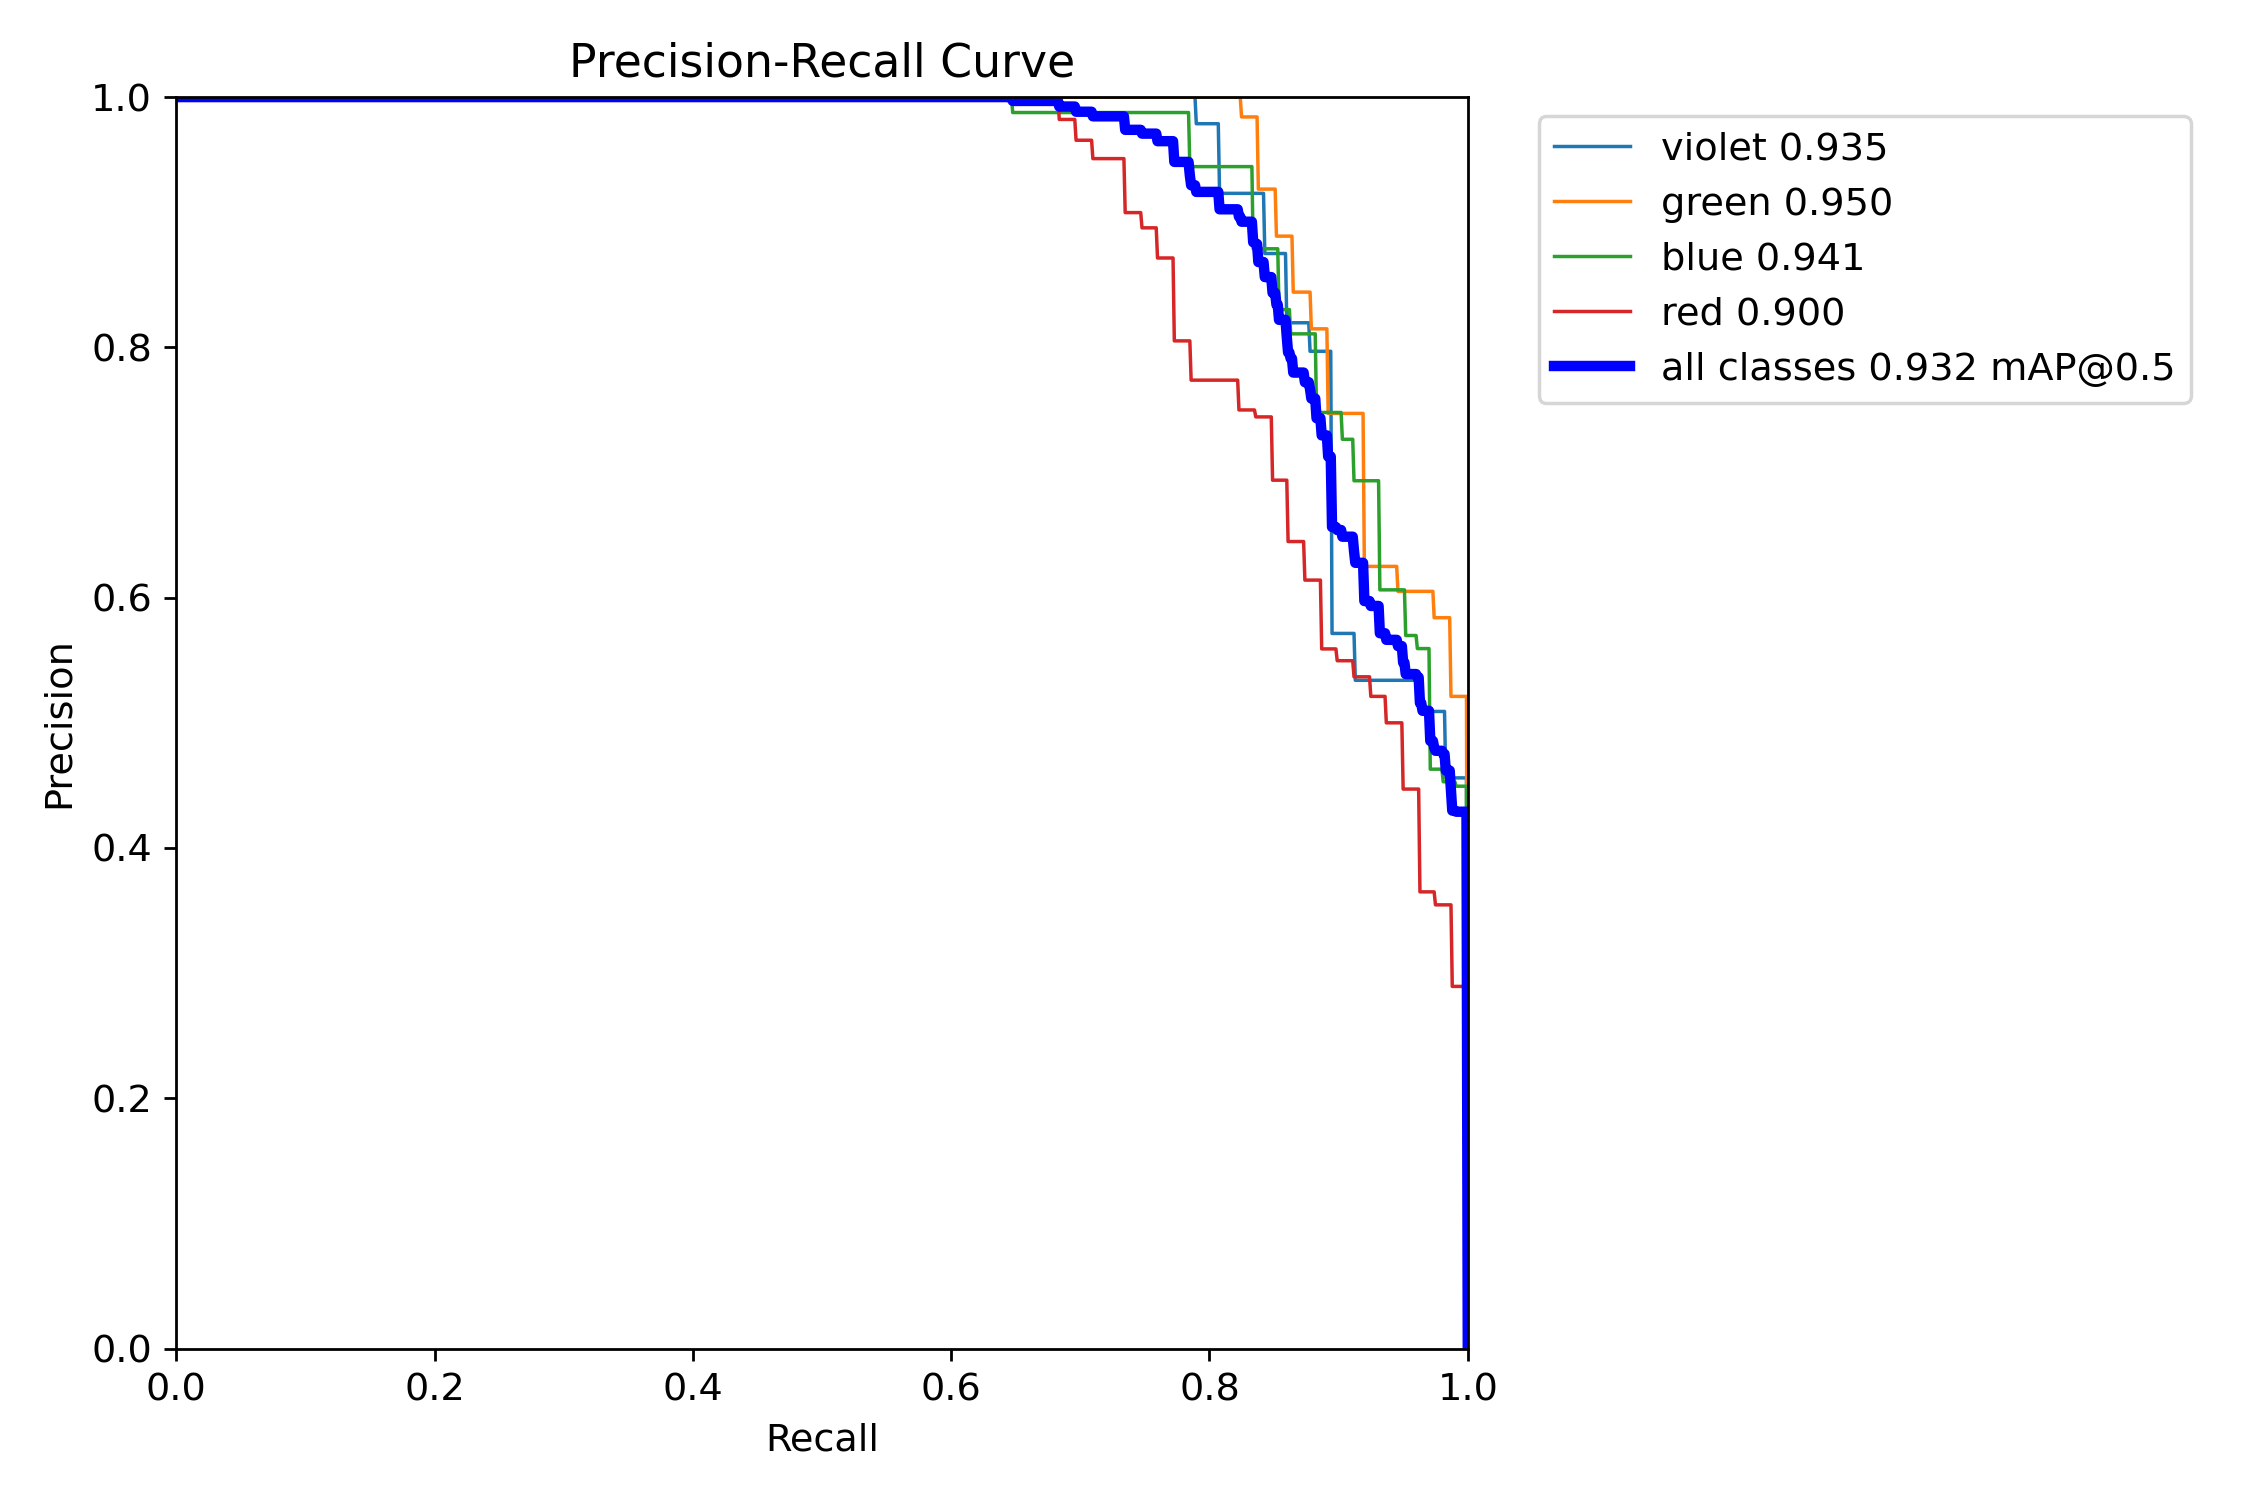 Precision-Recall Curve
1.0
0.8
0.6
0.4
0.2
0.0
Precision
0.0 0.2 0.4 0.6 0.8 1.0
Recall
violet 0.935
green 0.950
blue 0.941
red 0.900
all classes 0.932 mAP@0.5